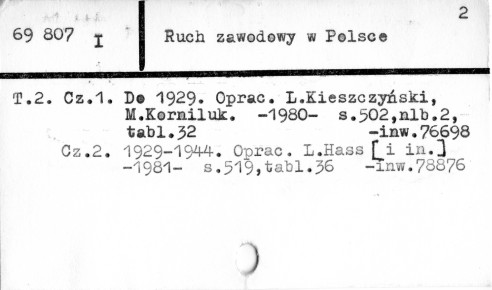 2
69 807 I Ruch zawodowy w Polsce
T.2. Cz.1. Do 1929. Oprac. L.Kieszczyński,
M.Korniluk. -1980- s.502,nlb.2,
tabl.32 -inw.76698
Cz.2. 1929-1944. Oprac. L.Hass [i in.]
-1981- s.519,tabl.36 -inw.78876